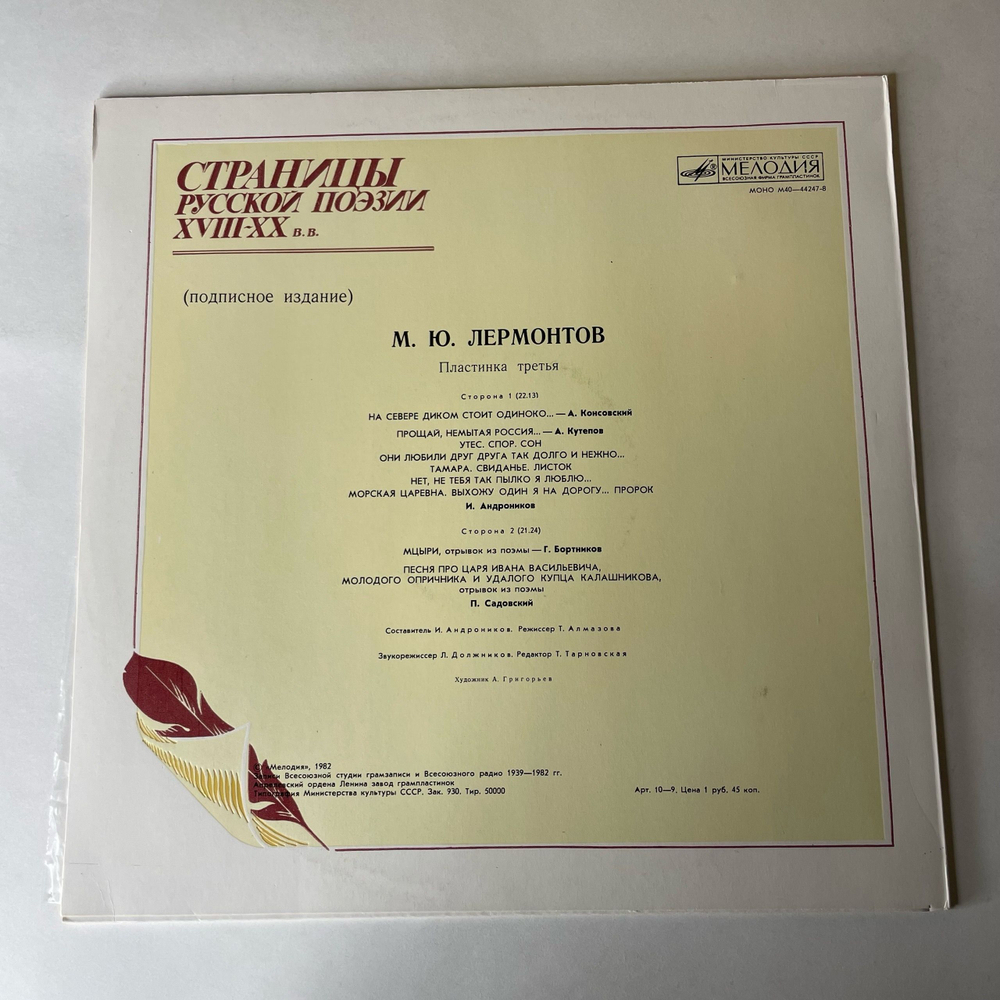 СТРАНИЦЫ
РУССКОЙ ПОЭЗИИ
XVIII-XX В.В.
МИНИСТЕРСТВО КУЛЬТУРЫ СССР
МЕЛОДИЯ
ВСЕСОЮЗНАЯ ФИРМА ГРАМПЛАСТИНОК
МОНО М40—44247-8
(подписное издание)
М. Ю. ЛЕРМОНТОВ
Пластинка третья
Сторона 1 (22.13)
НА СЕВЕРЕ ДИКОМ СТОИТ ОДИНОКО... — А. Консовский
ПРОЩАЙ, НЕМЫТАЯ РОССИЯ... — А. Кутепов
УТЕС. СПОР. СОН
ОНИ ЛЮБИЛИ ДРУГ ДРУГА ТАК ДОЛГО И НЕЖНО...
ТАМАРА. СВИДАНЬЕ. ЛИСТОК
НЕТ, НЕ ТЕБЯ ТАК ПЫЛКО Я ЛЮБЛЮ...
МОРСКАЯ ЦАРЕВНА. ВЫХОЖУ ОДИН Я НА ДОРОГУ... ПРОРОК
И. Андроников
Сторона 2 (21.24)
МЦЫРИ, отрывок из поэмы — Г. Бортников
ПЕСНЯ ПРО ЦАРЯ ИВАНА ВАСИЛЬЕВИЧА,
МОЛОДОГО ОПРИЧНИКА И УДАЛОГО КУПЦА КАЛАШНИКОВА,
отрывок из поэмы
П. Садовский
Составитель И. Андроников. Режиссер Т. Алмазова
Звукорежиссер Л. Должников. Редактор Т. Тарновская
Художник А. Григорьев
«Мелодия», 1982
Записи Всесоюзной студии грамзаписи и Всесоюзного радио 1939—1982 гг.
Апрелевский ордена Ленина завод грампластинок
Типография Министерства культуры СССР. Зак. 930. Тир. 50000
Арт. 10—9, Цена 1 руб. 45 коп.